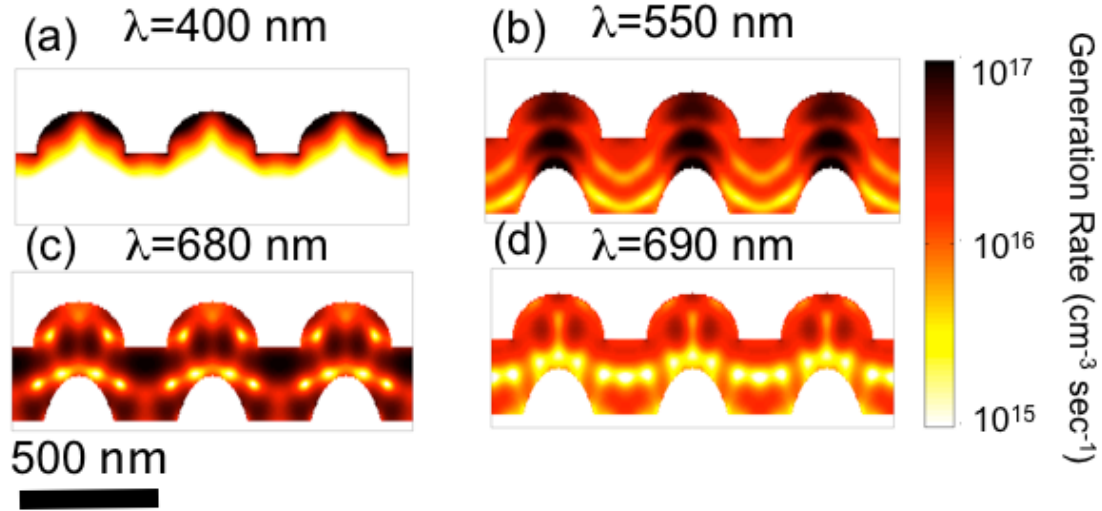 (a) λ=400 nm
(b) λ=550 nm
(c) λ=680 nm
(d) λ=690 nm
10¹⁷
10¹⁶
10¹⁵
Generation Rate (cm⁻³ sec⁻¹)
500 nm